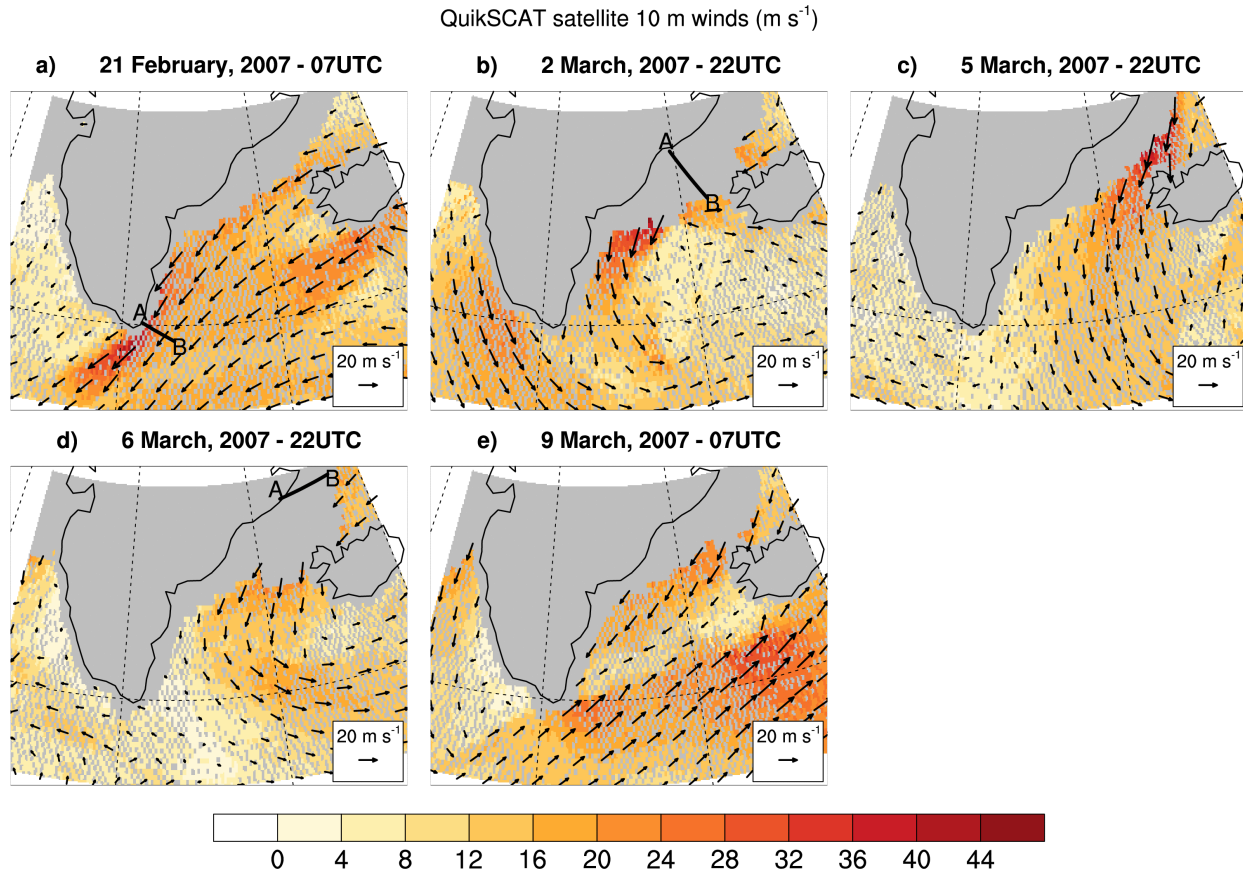 QuikSCAT satellite 10 m winds (m s⁻¹)
a) 21 February, 2007 - 07UTC
b) 2 March, 2007 - 22UTC
c) 5 March, 2007 - 22UTC
A
B
20 m s⁻¹
A
B
20 m s⁻¹
20 m s⁻¹
d) 6 March, 2007 - 22UTC
e) 9 March, 2007 - 07UTC
A
B
20 m s⁻¹
20 m s⁻¹
0 4 8 12 16 20 24 28 32 36 40 44